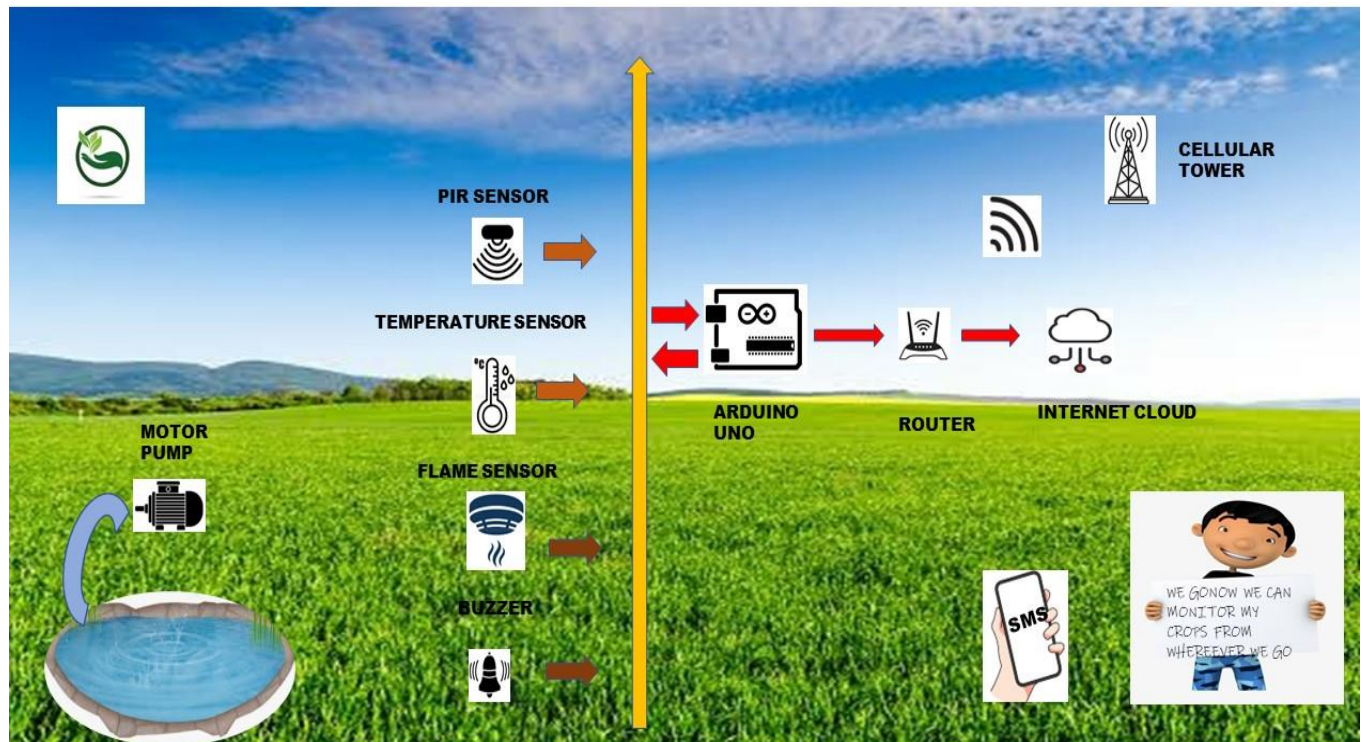 CELLULAR
TOWER
PIR SENSOR
TEMPERATURE SENSOR
°C
ARDUINO
UNO
ROUTER
INTERNET CLOUD
MOTOR
PUMP
FLAME SENSOR
BUZZER
SMS
WE GONOW WE CAN
MONITOR MY
CROPS FROM
WHEREEVER WE GO